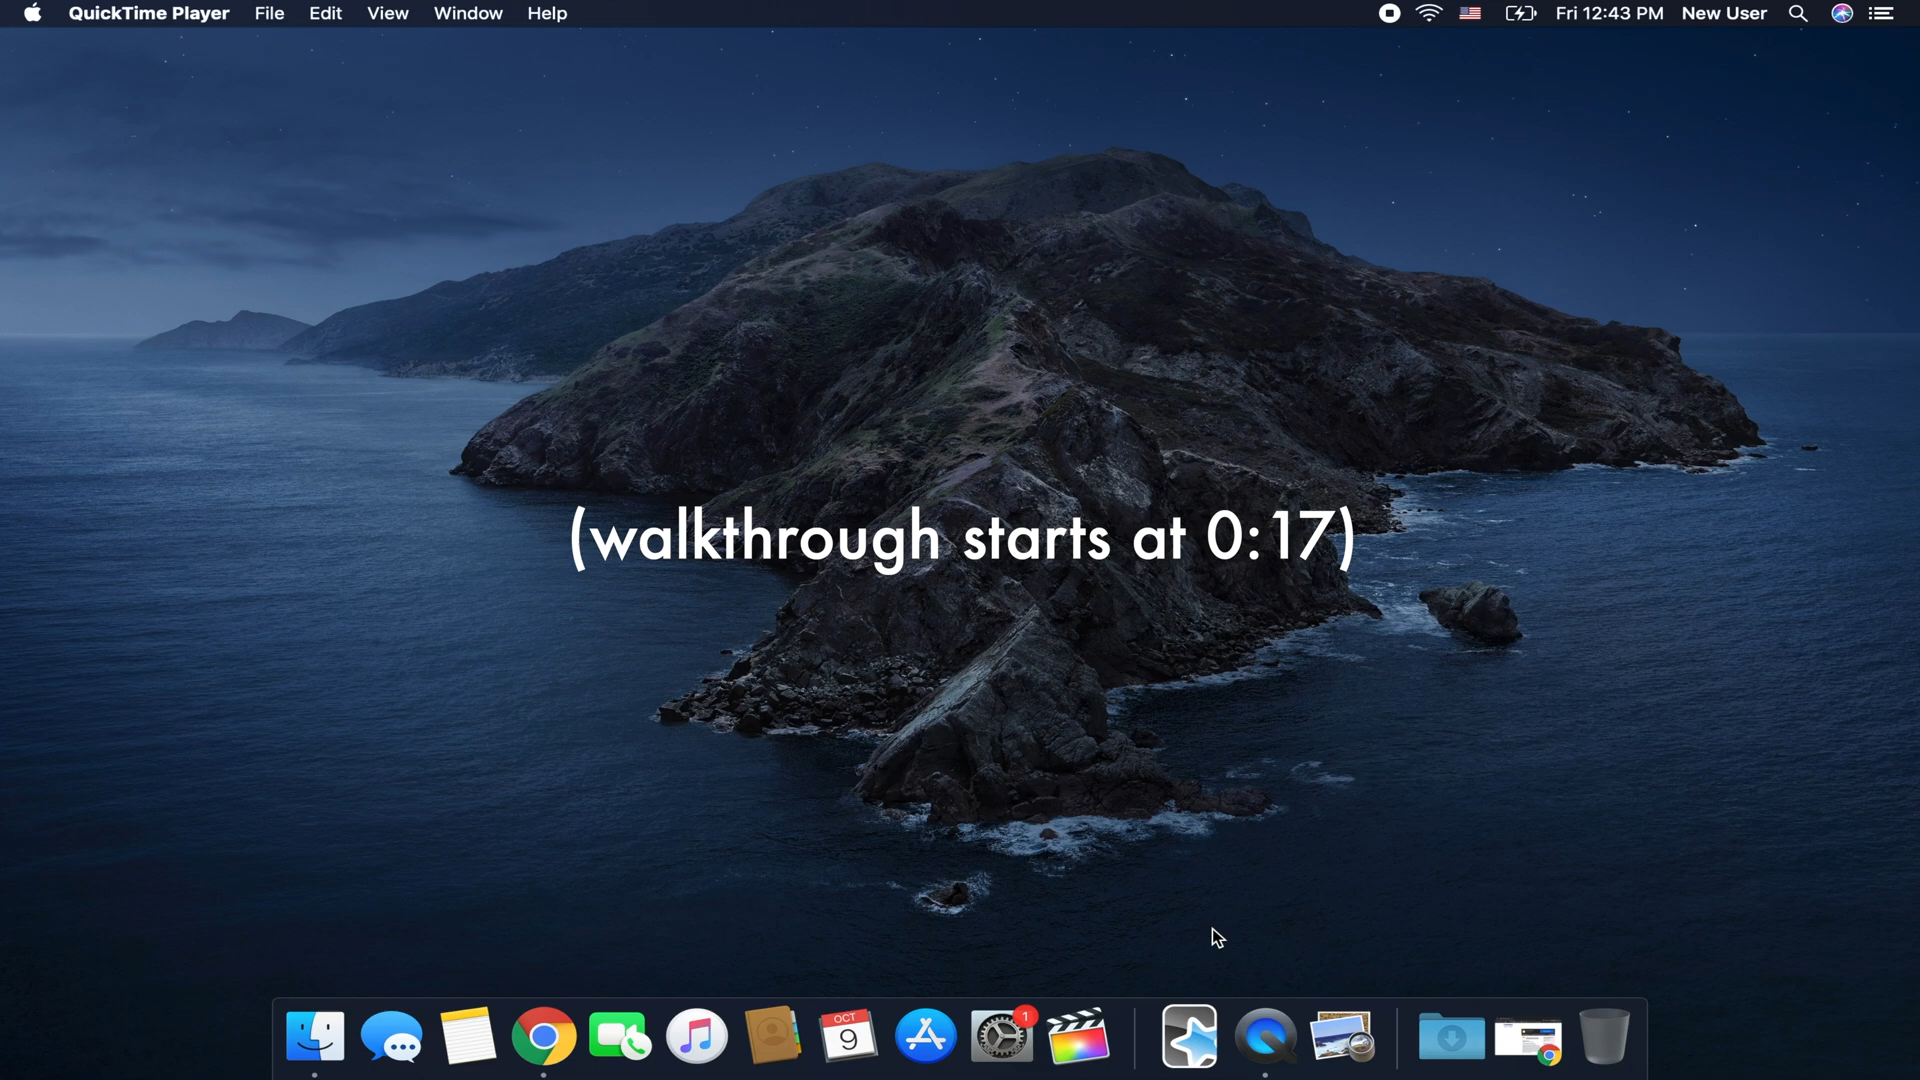 QuickTime Player File Edit View Window Help Fri 12:43 PM New User
(walkthrough starts at 0:17)
1
OCT
9